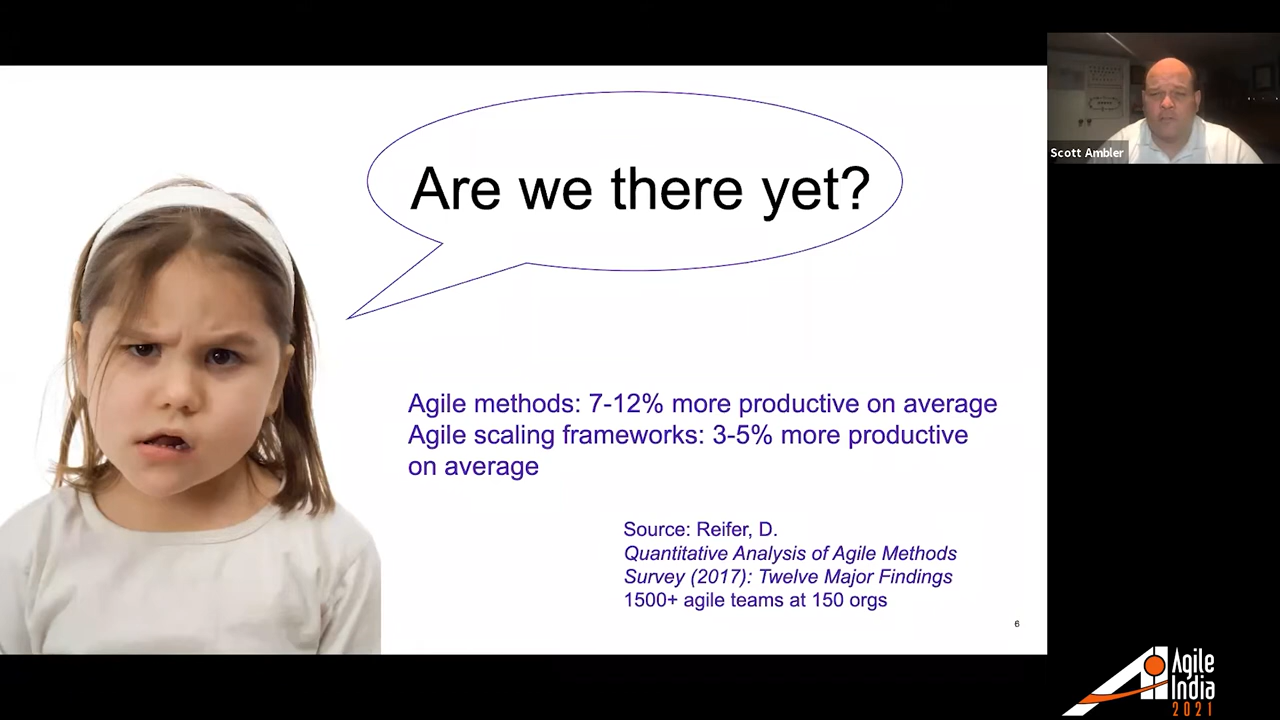 Are we there yet?
Agile methods: 7-12% more productive on average
Agile scaling frameworks: 3-5% more productive
on average
Source: Reifer, D.
Quantitative Analysis of Agile Methods
Survey (2017): Twelve Major Findings
1500+ agile teams at 150 orgs
6
Scott Ambler
Agile
India
2021